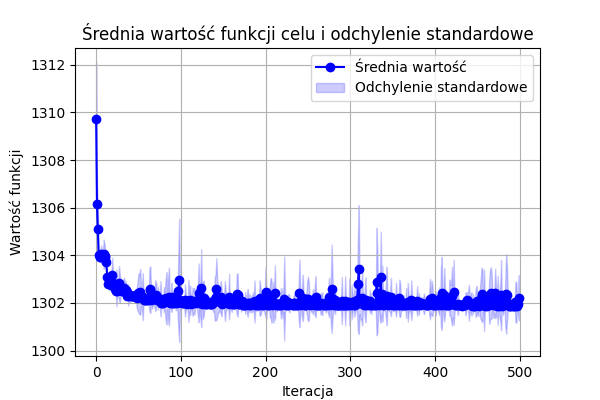 Średnia wartość funkcji celu i odchylenie standardowe
Średnia wartość
Odchylenie standardowe
Wartość funkcji
1312
1310
1308
1306
1304
1302
1300
0 100 200 300 400 500
Iteracja